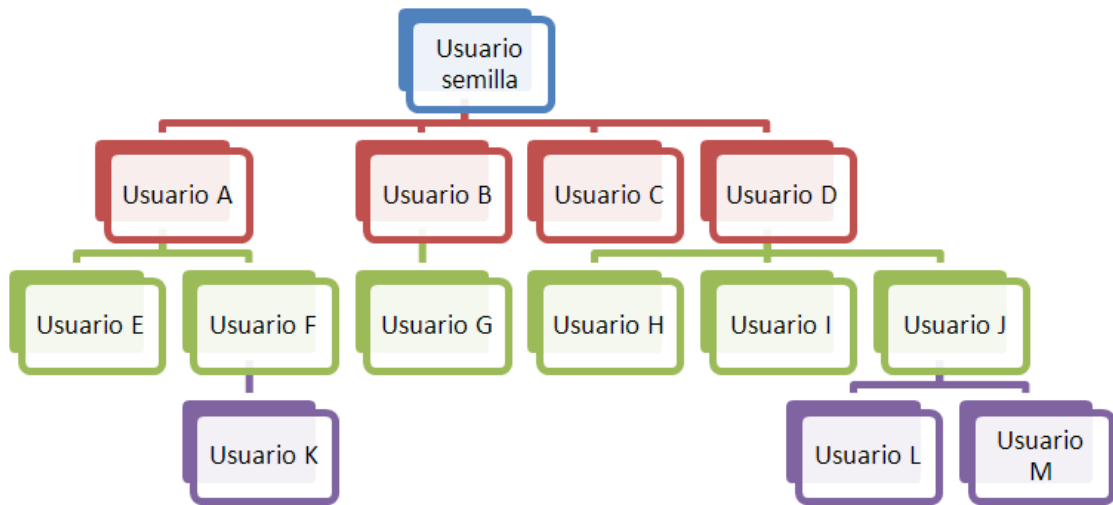 Usuario
semilla
Usuario A
Usuario B
Usuario C
Usuario D
Usuario E
Usuario F
Usuario G
Usuario H
Usuario I
Usuario J
Usuario K
Usuario L
Usuario
M